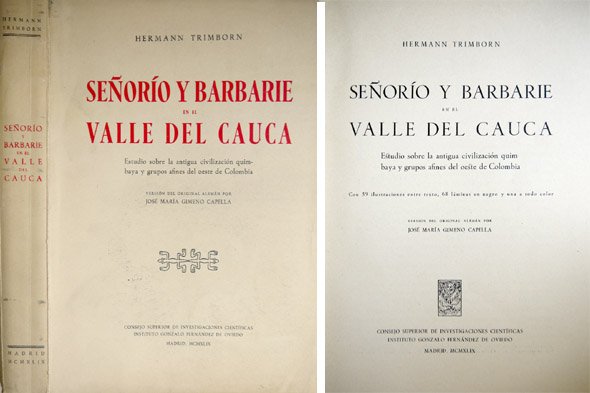 HERMANN
TRIMBORN
SEÑORÍO
Y
BARBARIE
EN EL
VALLE
DEL
CAUCA
MADRID
MCMXLIX
HERMANN TRIMBORN
SEÑORÍO Y BARBARIE
EN EL
VALLE DEL CAUCA
Estudio sobre la antigua civilización quim-
baya y grupos afines del oeste de Colombia
VERSIÓN DEL ORIGINAL ALEMÁN POR
JOSÉ MARÍA GIMENO CAPELLA
CONSEJO SUPERIOR DE INVESTIGACIONES CIENTÍFICAS
INSTITUTO GONZALO FERNÁNDEZ DE OVIEDO
MADRID, MCMXLIX
HERMANN TRIMBORN
SEÑORÍO Y BARBARIE
EN EL
VALLE DEL CAUCA
Estudio sobre la antigua civilización quim
baya y grupos afines del oeste de Colombia
Con 59 ilustraciones entre texto, 68 láminas en negro y una a todo color
VERSIÓN DEL ORIGINAL ALEMÁN POR
JOSÉ MARÍA GIMENO CAPELLA
CONSEJO SUPERIOR DE INVESTIGACIONES CIENTÍFICAS
INSTITUTO GONZALO FERNÁNDEZ DE OVIEDO
MADRID, MCMXLIX